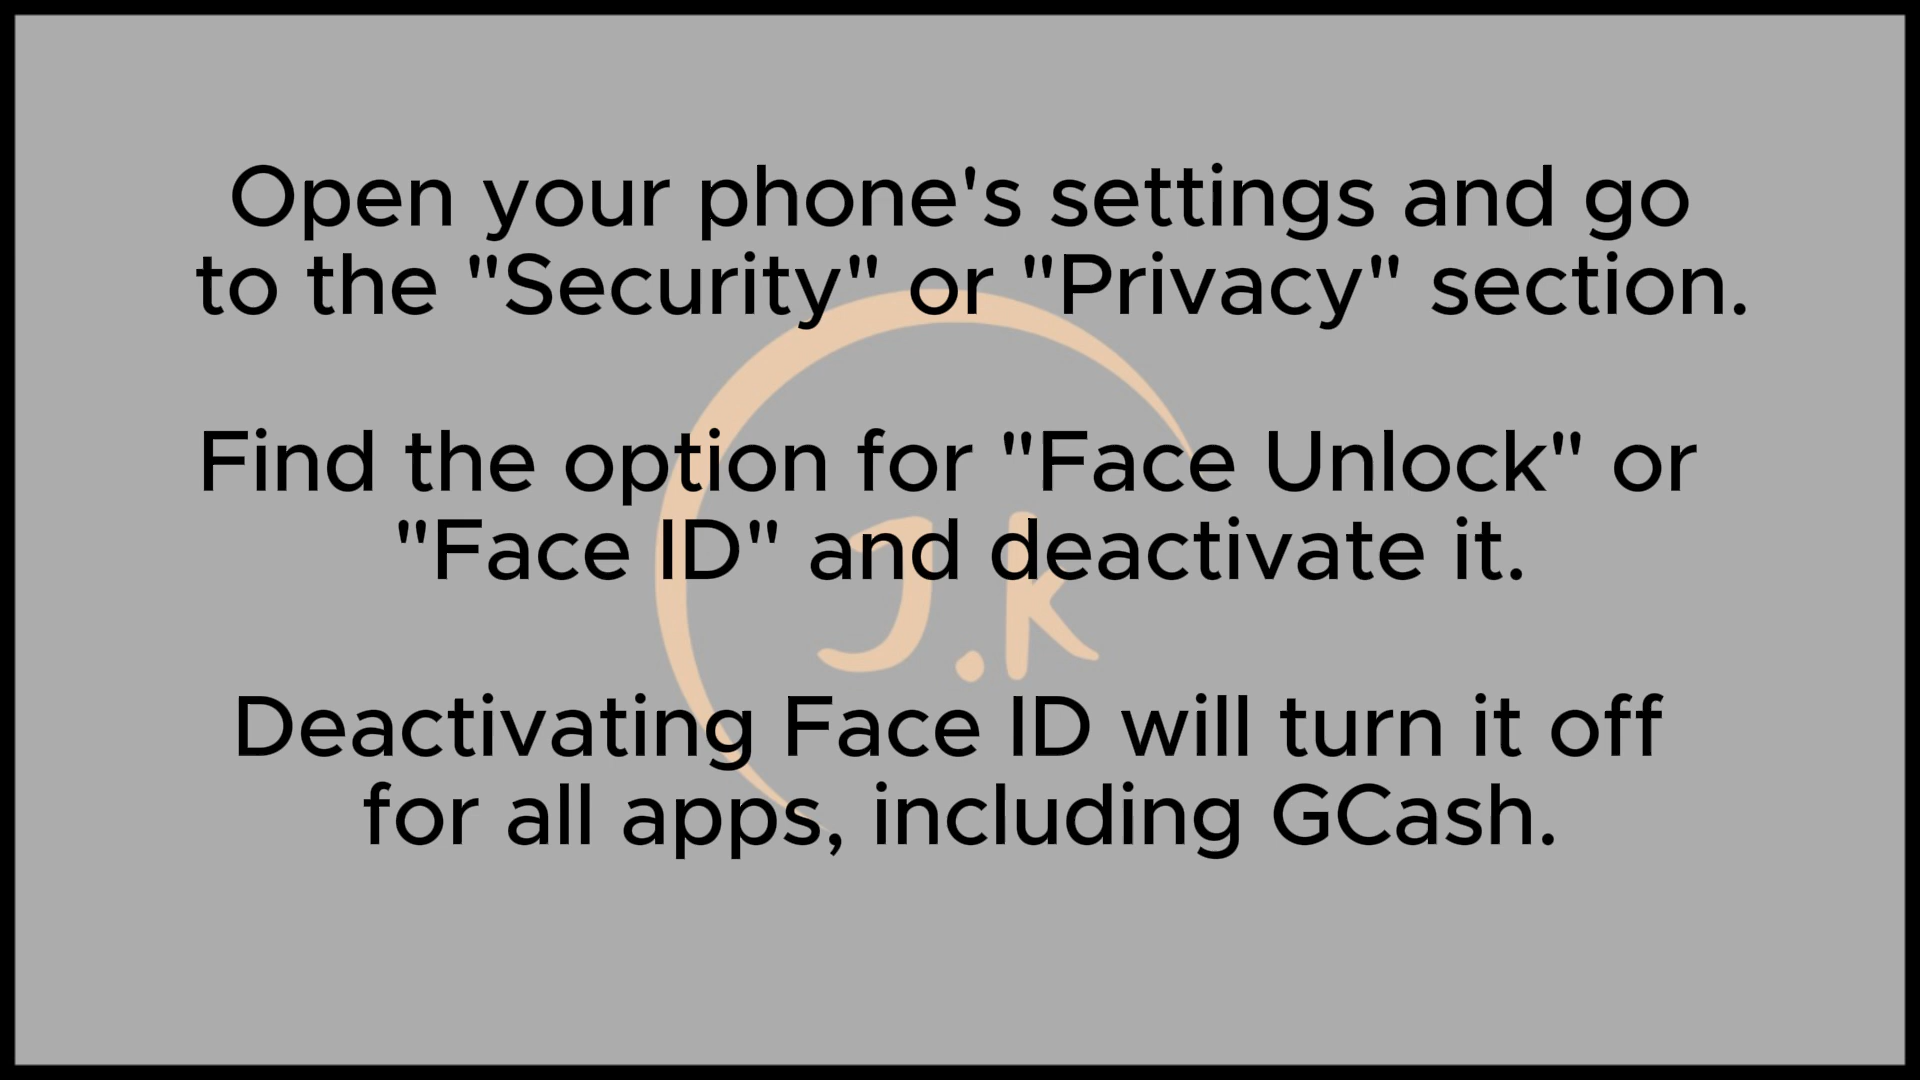 Open your phone's settings and go
to the "Security" or "Privacy" section.
Find the option for "Face Unlock" or
"Face ID" and deactivate it.
J.K
Deactivating Face ID will turn it off
for all apps, including GCash.